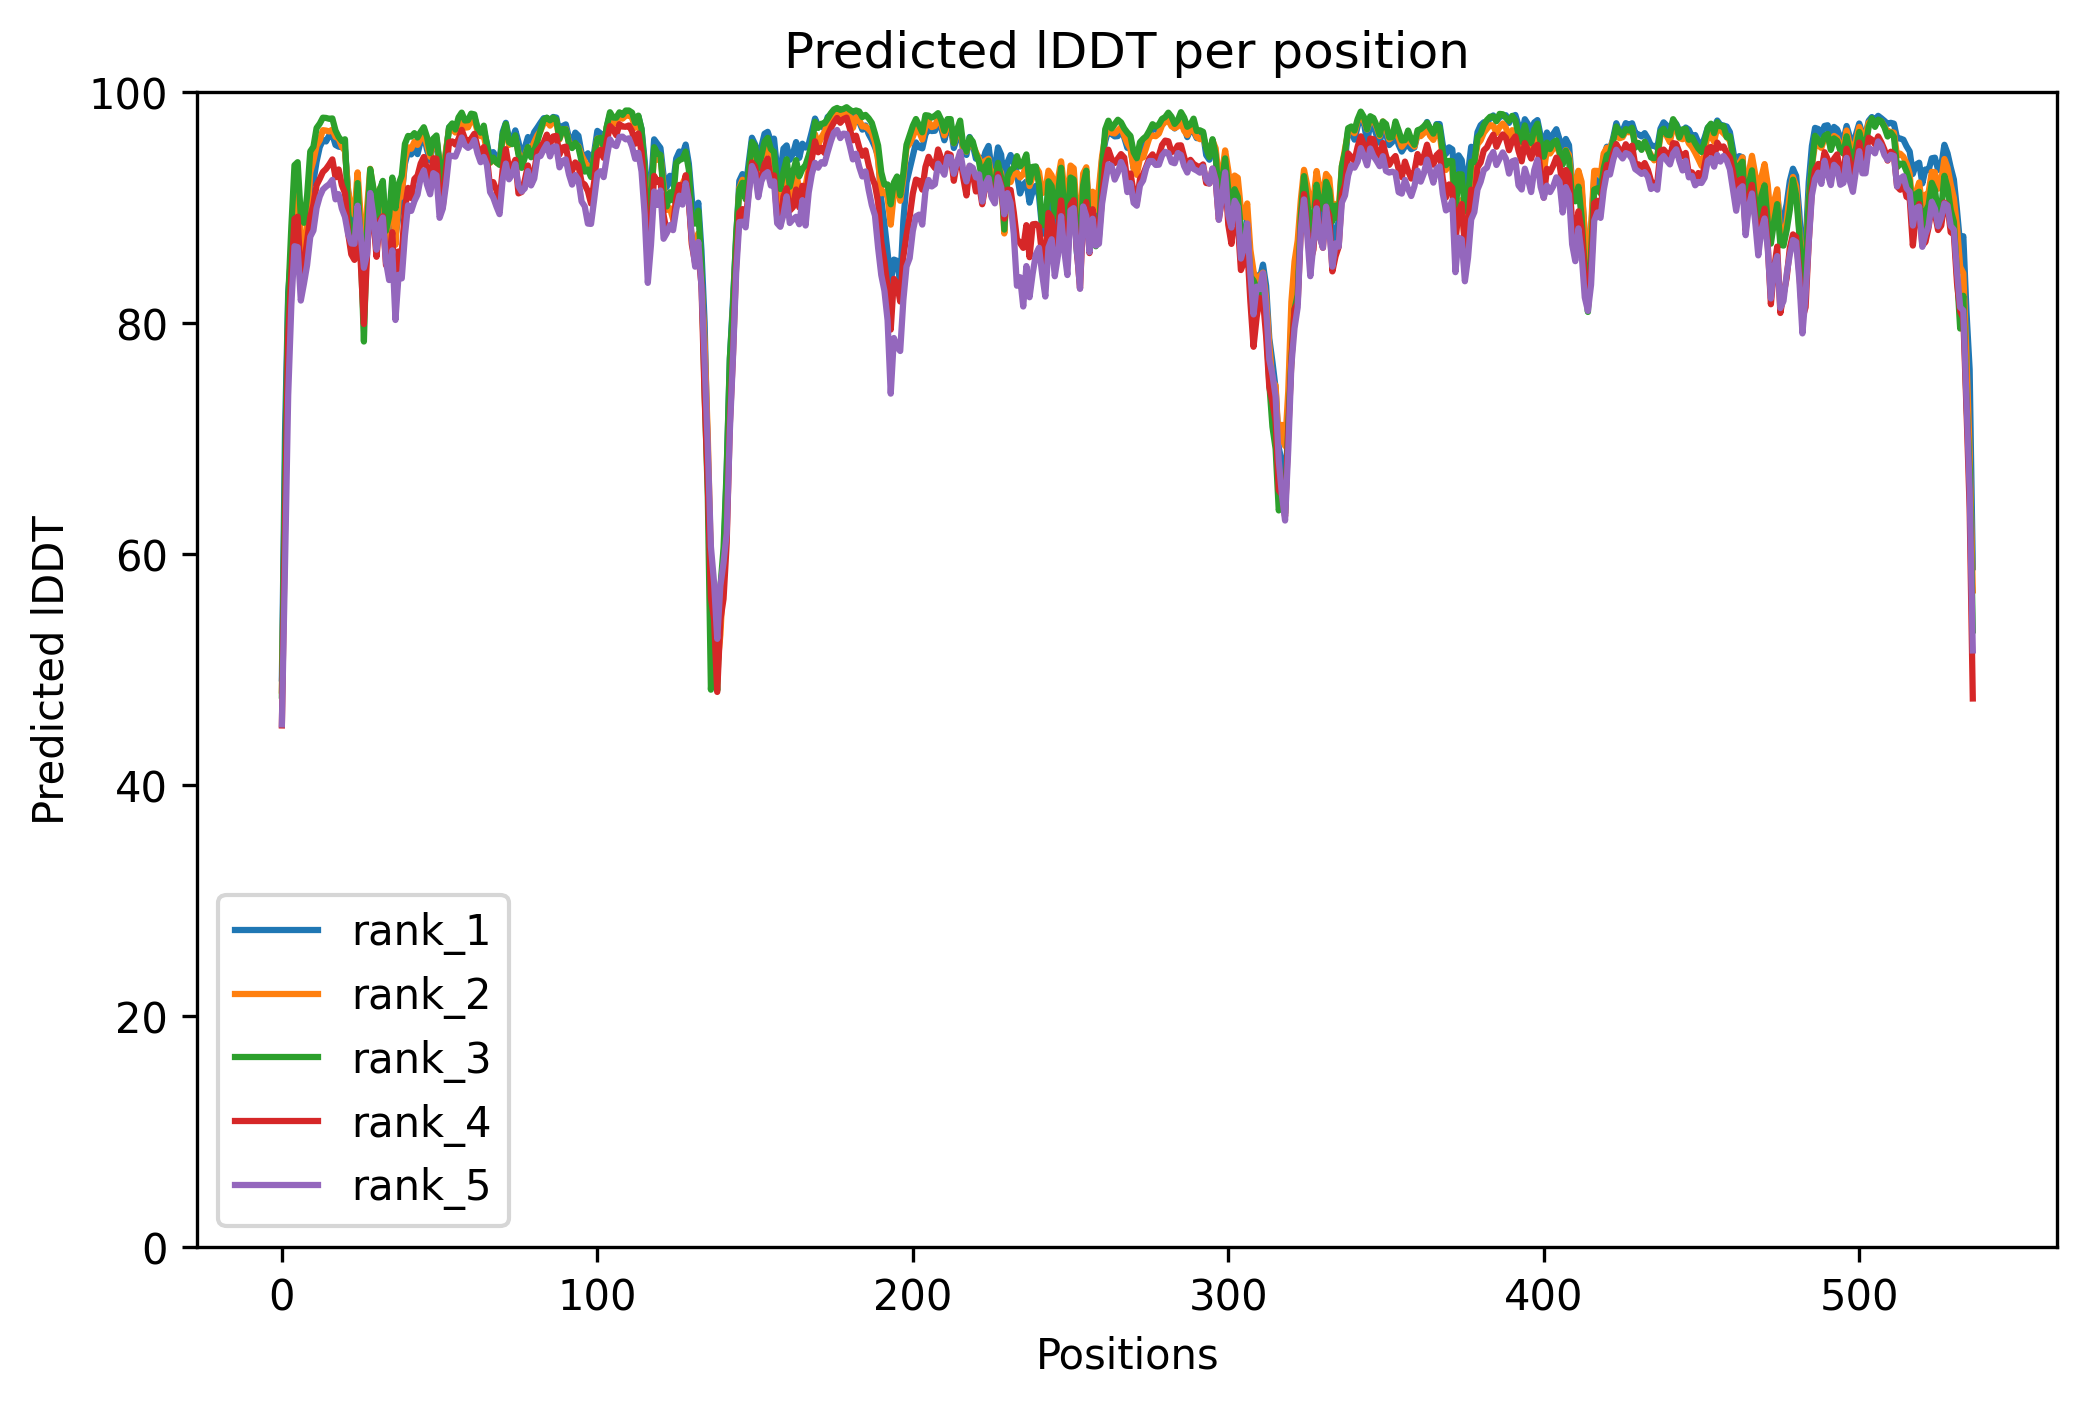 Predicted lDDT per position
100
80
60
40
20
0
Predicted lDDT
rank_1
rank_2
rank_3
rank_4
rank_5
0 100 200 300 400 500
Positions